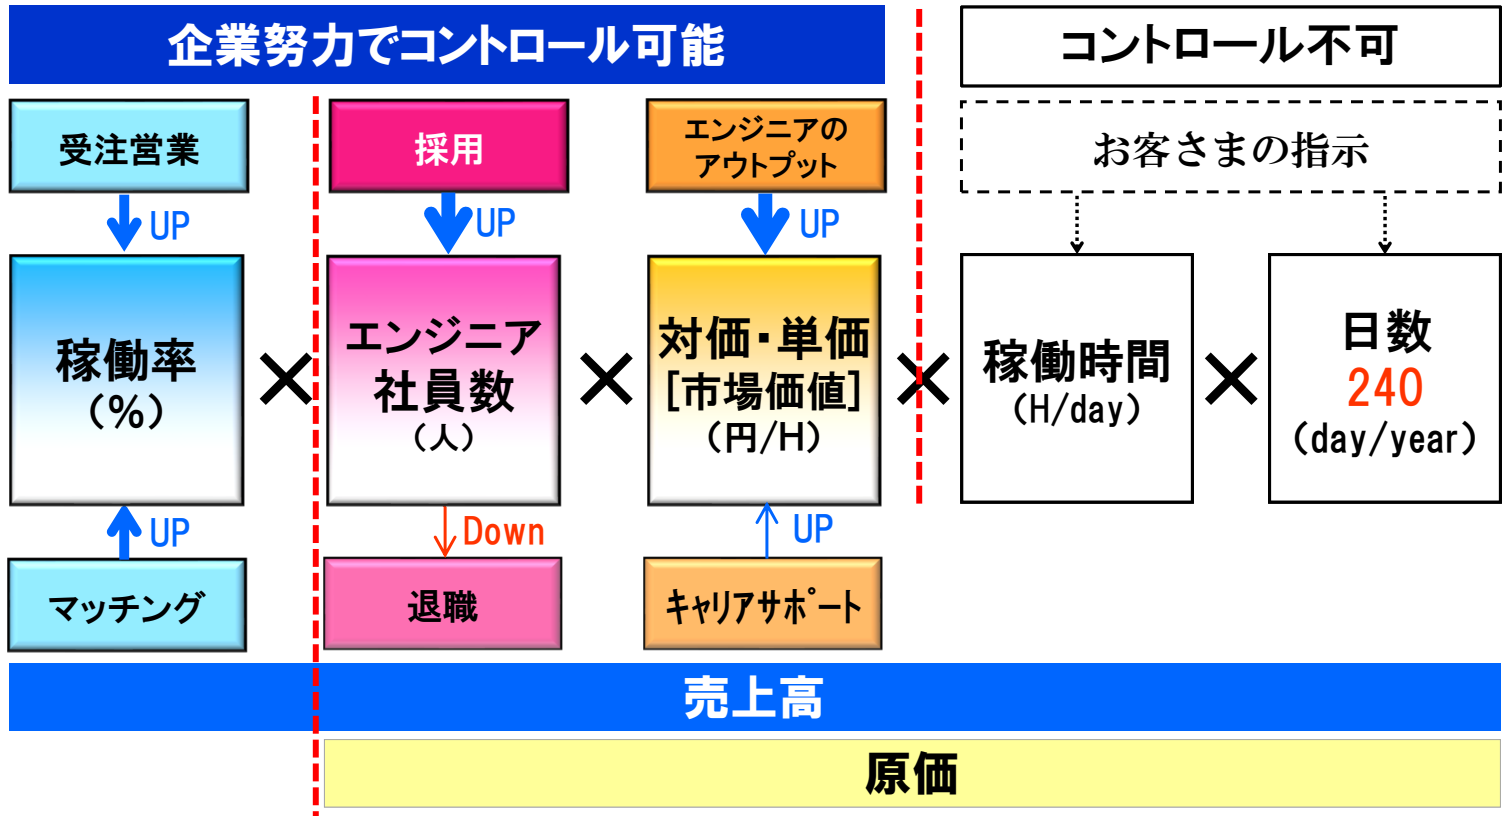 企業努力でコントロール可能
コントロール不可
受注営業
採用
エンジニアの
アウトプット
お客さまの指示
UP
UP
UP
稼働率
(%)
×
エンジニア
社員数
(人)
×
対価・単価
[市場価値]
(円/H)
×
稼働時間
(H/day)
×
日数
240
(day/year)
UP
Down
UP
マッチング
退職
キャリアサポート
売上高
原価